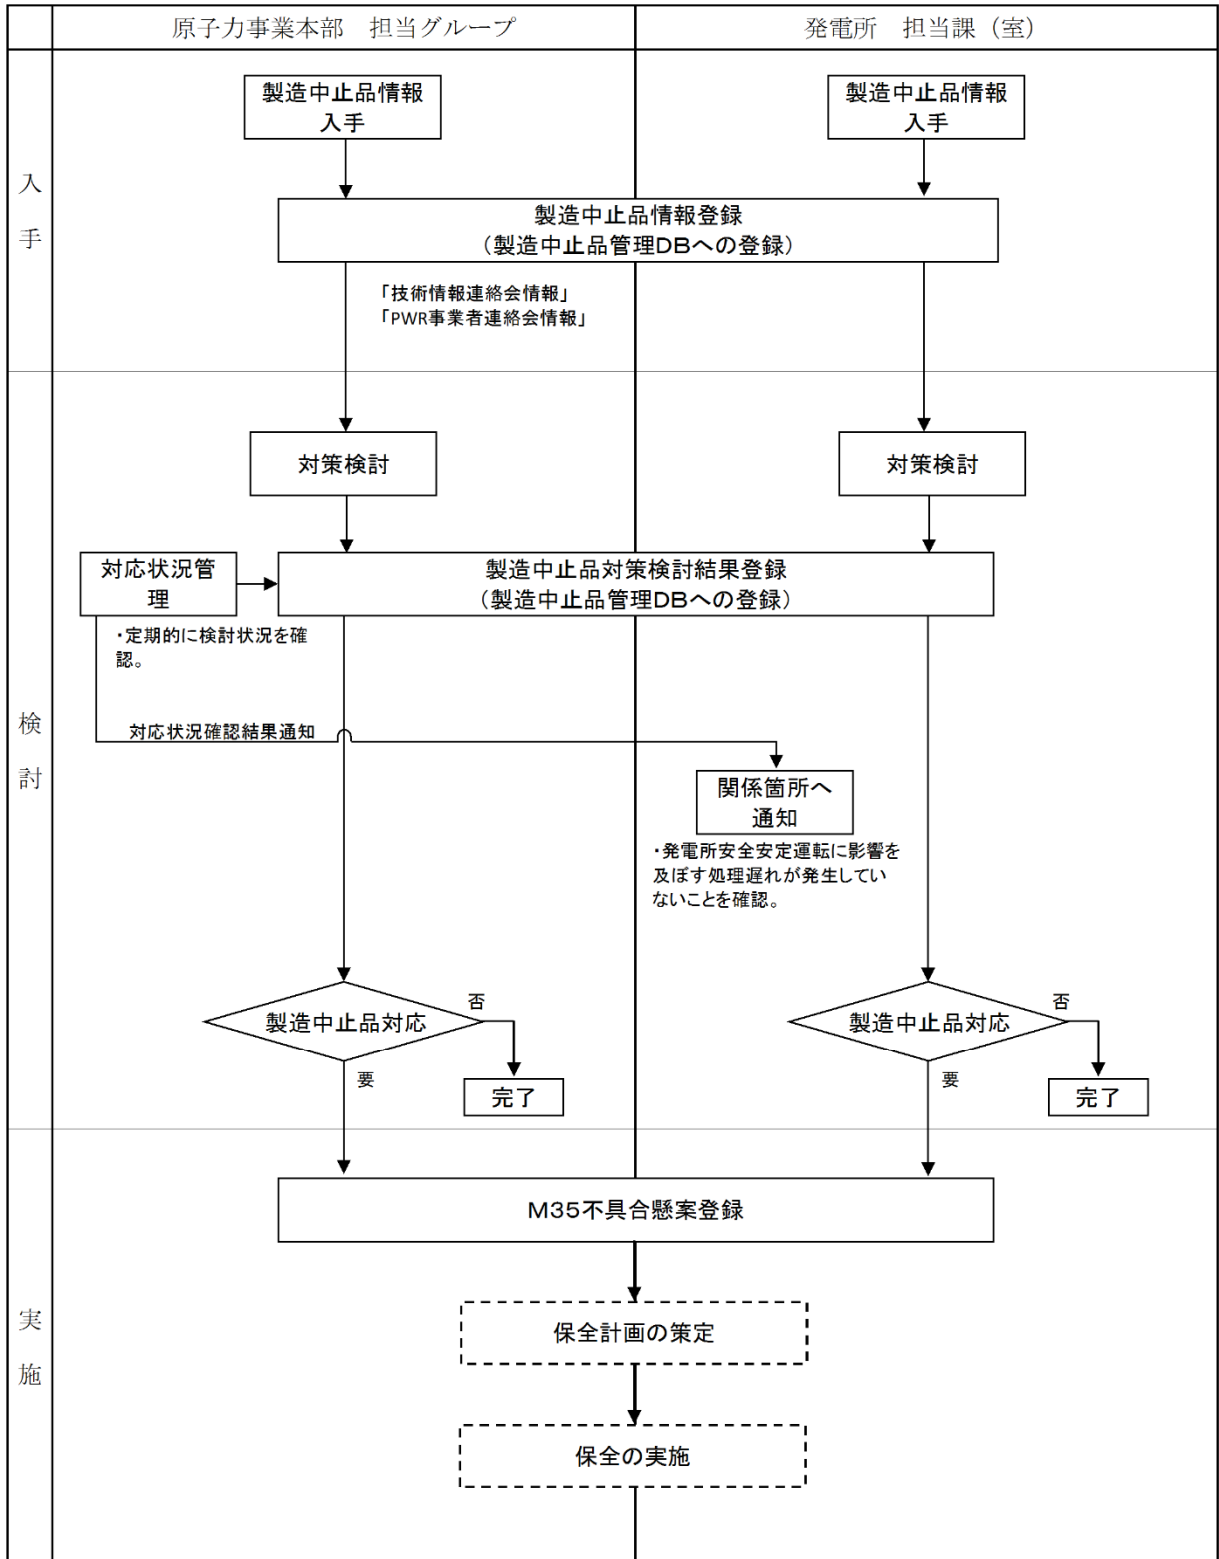 原子力事業本部　担当グループ
発電所　担当課（室）
入手
製造中止品情報
入手
製造中止品情報
入手
製造中止品情報登録
（製造中止品管理DBへの登録）
「技術情報連絡会情報」
「PWR事業者連絡会情報」
検討
対策検討
対策検討
対応状況管
理
製造中止品対策検討結果登録
（製造中止品管理DBへの登録）
・定期的に検討状況を確
認。
対応状況確認結果通知
関係箇所へ
通知
・発電所安全安定運転に影響を
及ぼす処理遅れが発生してい
ないことを確認。
製造中止品対応
否
要
完了
製造中止品対応
否
要
完了
実施
M35不具合懸案登録
保全計画の策定
保全の実施